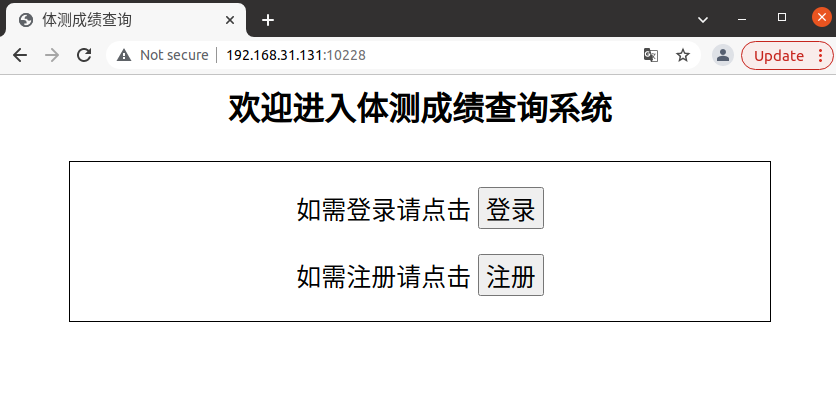 体测成绩查询
Not secure 192.168.31.131:10228
Update
欢迎进入体测成绩查询系统
如需登录请点击 登录
如需注册请点击 注册